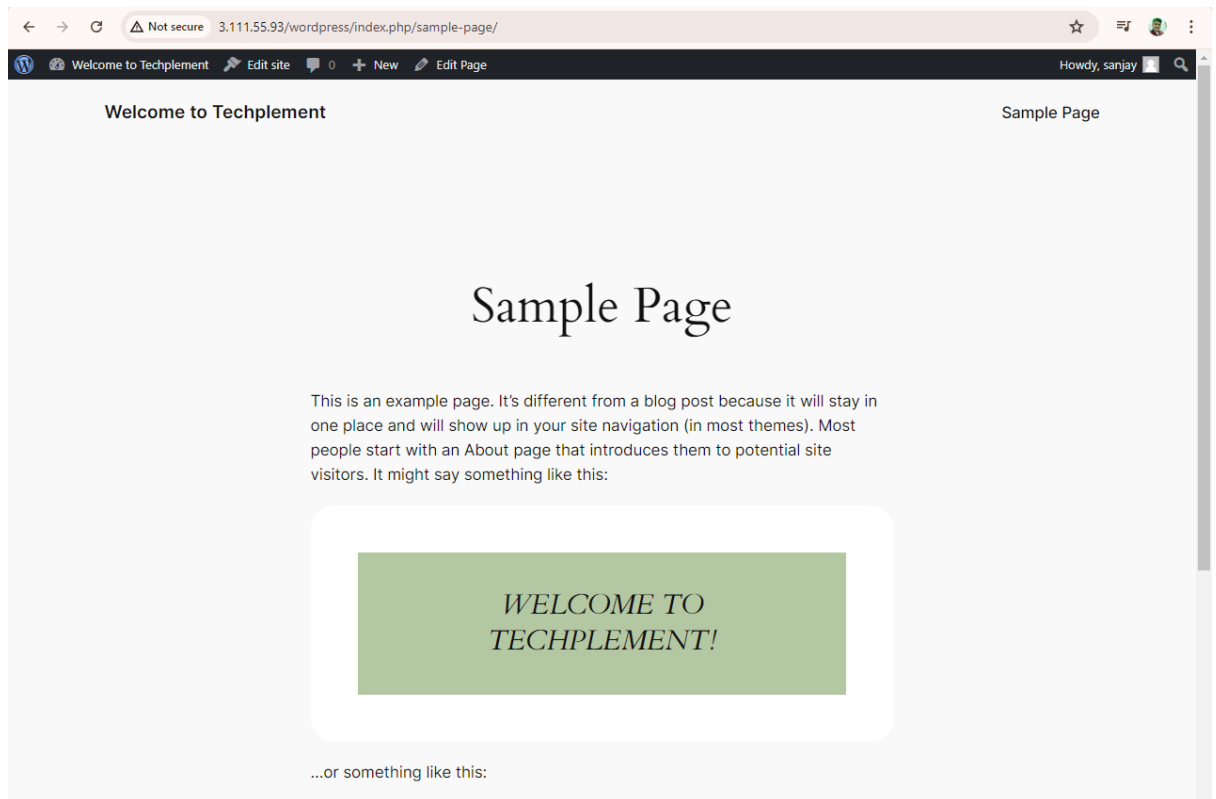 Not secure 3.111.55.93/wordpress/index.php/sample-page/
Welcome to Techplement Edit site 0 New Edit Page Howdy, sanjay
Welcome to Techplement Sample Page
Sample Page
This is an example page. It’s different from a blog post because it will stay in
one place and will show up in your site navigation (in most themes). Most
people start with an About page that introduces them to potential site
visitors. It might say something like this:
WELCOME TO
TECHPLEMENT!
…or something like this: